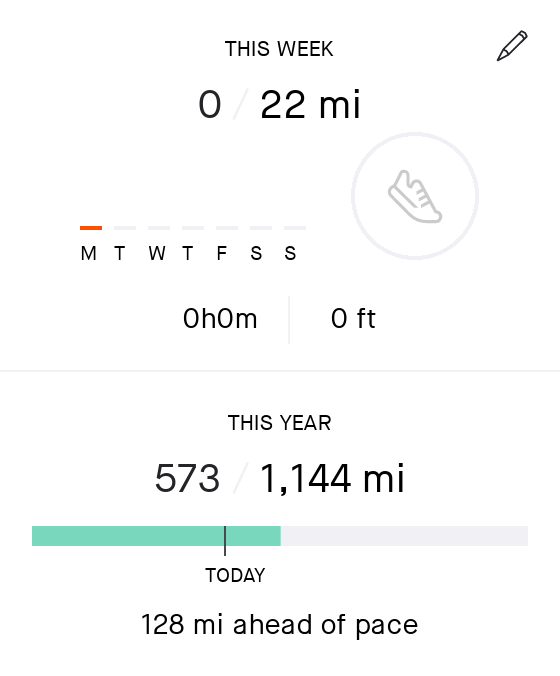 THIS WEEK
0 / 22 mi
M T W T F S S
0h0m 0 ft
THIS YEAR
573 / 1,144 mi
TODAY
128 mi ahead of pace